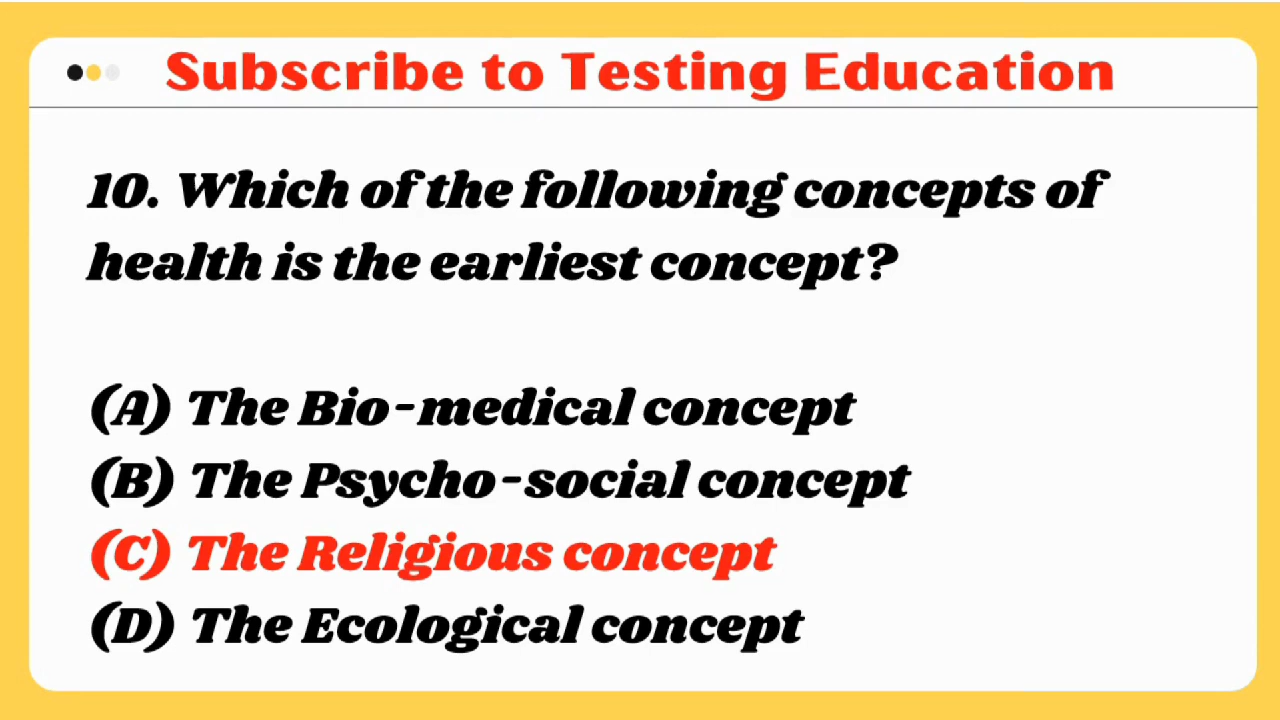 Subscribe to Testing Education
10. Which of the following concepts of
health is the earliest concept?
(A) The Bio-medical concept
(B) The Psycho-social concept
(C) The Religious concept
(D) The Ecological concept